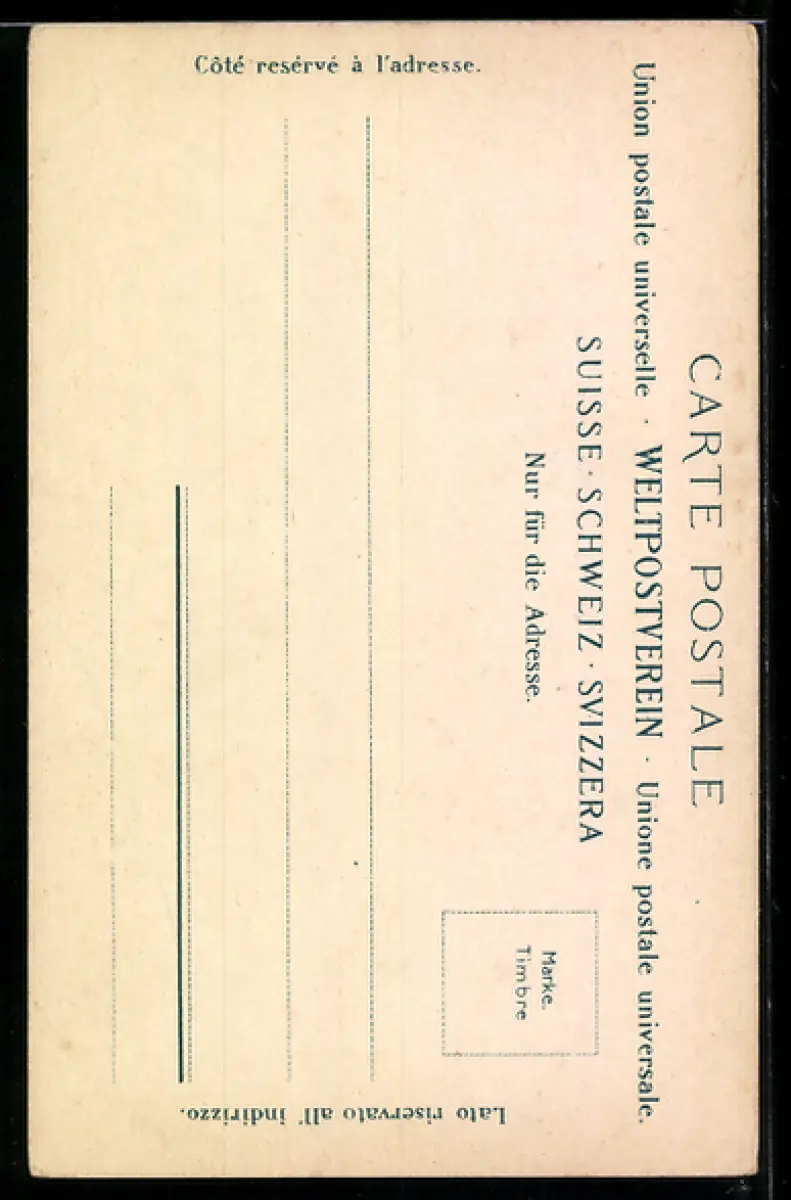 CARTE POSTALE
Union postale universelle · WELTPOSTVEREIN · Unione postale universale.
SUISSE · SCHWEIZ · SVIZZERA
Nur für die Adresse.
Marke.
Timbre
Côté resérvé à l'adresse.
Lato riservato all' indirizzo.